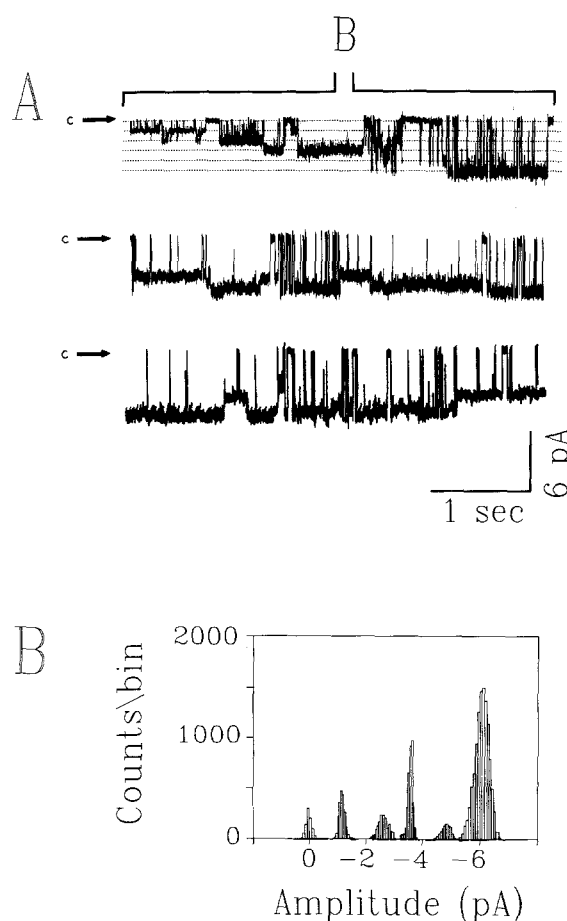 B
A
c
c
c
6 pA
1 sec
B
2000
1000
0
Counts\bin
0 -2 -4 -6
Amplitude (pA)